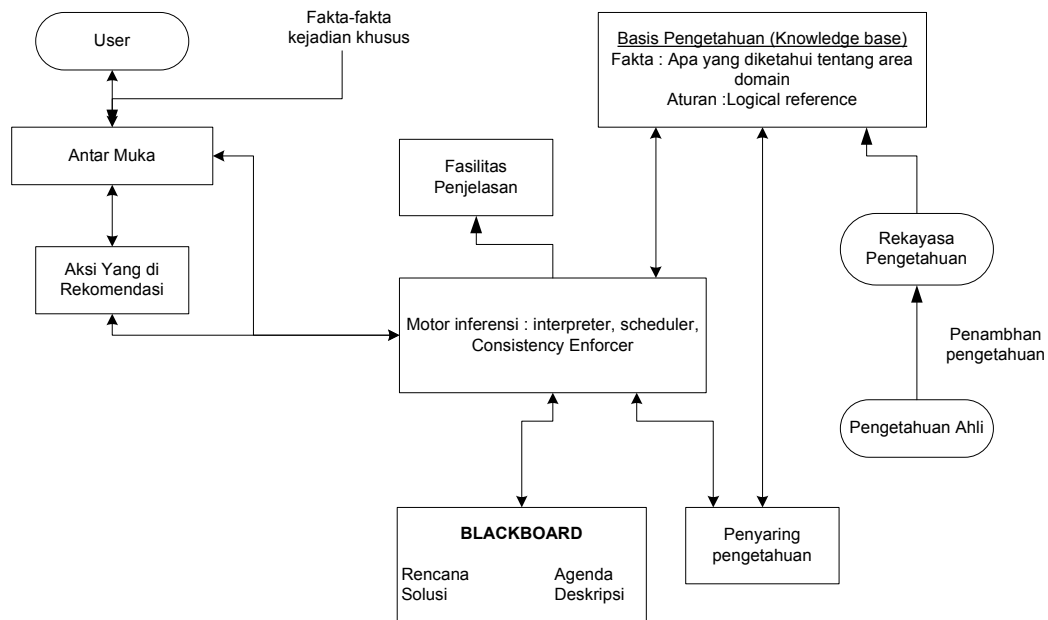 User
Fakta-fakta
kejadian khusus
Basis Pengetahuan (Knowledge base)
Fakta : Apa yang diketahui tentang area
domain
Aturan :Logical reference
Antar Muka
Fasilitas
Penjelasan
Rekayasa
Pengetahuan
Aksi Yang di
Rekomendasi
Motor inferensi : interpreter, scheduler,
Consistency Enforcer
Penambhan
pengetahuan
Pengetahuan Ahli
BLACKBOARD
Rencana Agenda
Solusi Deskripsi
Penyaring
pengetahuan